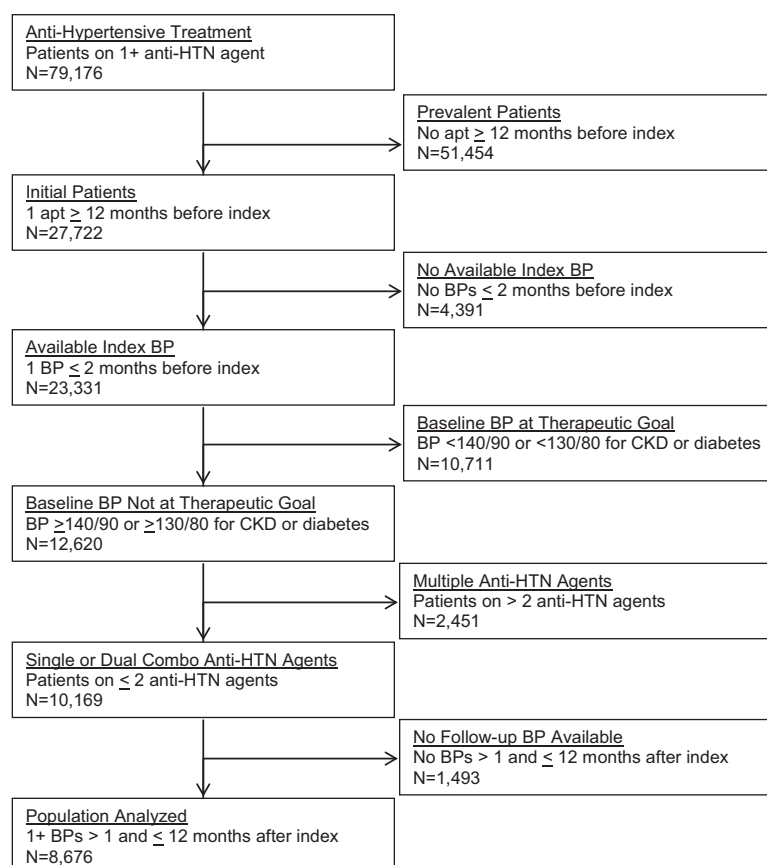 Anti-Hypertensive Treatment
Patients on 1+ anti-HTN agent
N=79,176
Prevalent Patients
No apt ≥ 12 months before index
N=51,454
Initial Patients
1 apt ≥ 12 months before index
N=27,722
No Available Index BP
No BPs ≤ 2 months before index
N=4,391
Available Index BP
1 BP ≤ 2 months before index
N=23,331
Baseline BP at Therapeutic Goal
BP <140/90 or <130/80 for CKD or diabetes
N=10,711
Baseline BP Not at Therapeutic Goal
BP ≥140/90 or ≥130/80 for CKD or diabetes
N=12,620
Multiple Anti-HTN Agents
Patients on > 2 anti-HTN agents
N=2,451
Single or Dual Combo Anti-HTN Agents
Patients on ≤ 2 anti-HTN agents
N=10,169
No Follow-up BP Available
No BPs > 1 and ≤ 12 months after index
N=1,493
Population Analyzed
1+ BPs > 1 and ≤ 12 months after index
N=8,676